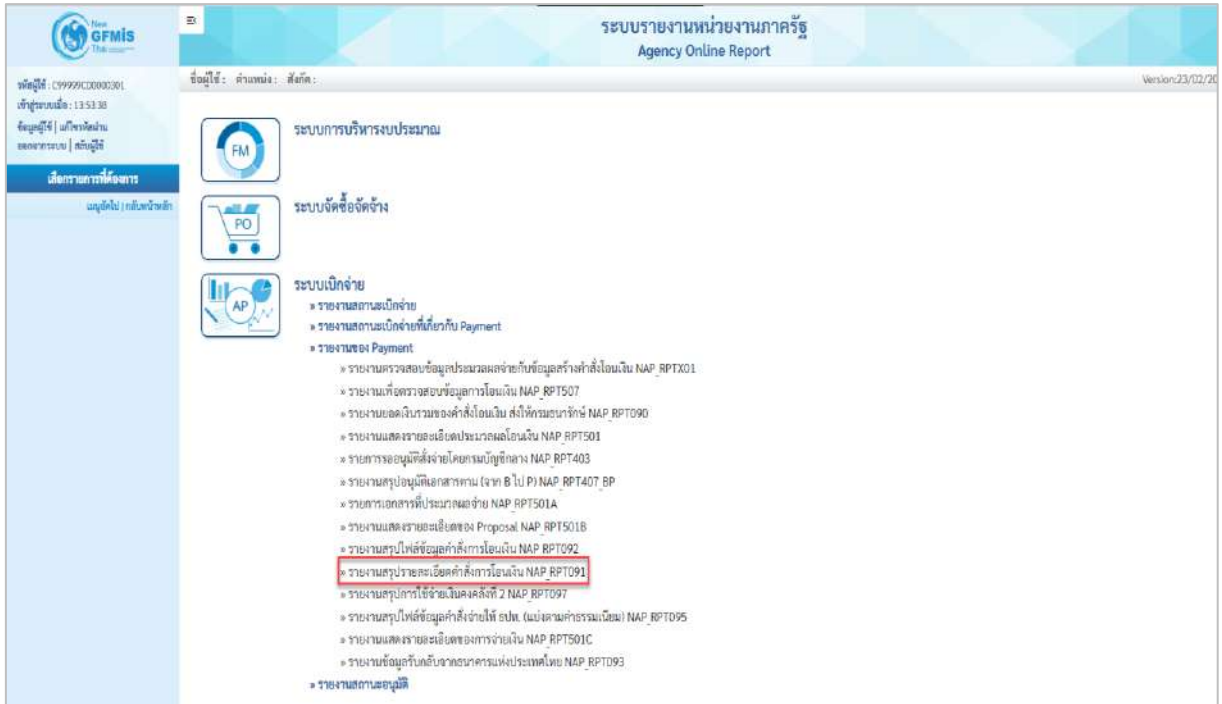 New
GFMIS
Thai
ระบบรายงานหน่วยงานภาครัฐ
Agency Online Report
รหัสผู้ใช้ : C99999CD0000301
เข้าสู่ระบบเมื่อ : 13:53:38
ข้อมูลผู้ใช้ | แก้ไขรหัสผ่าน
ออกจากระบบ | สลับผู้ใช้
เลือกรายการที่ต้องการ
เมนูถัดไป | กลับหน้าหลัก
ชื่อผู้ใช้ : ตำแหน่ง : สังกัด :
Version:23/02/20
FM
ระบบการบริหารงบประมาณ
PO
ระบบจัดซื้อจัดจ้าง
AP
ระบบเบิกจ่าย
» รายงานสถานะเบิกจ่าย
» รายงานสถานะเบิกจ่ายที่เกี่ยวกับ Payment
» รายงานของ Payment
» รายงานตรวจสอบข้อมูลประมวลผลจ่ายกับข้อมูลสร้างคำสั่งโอนเงิน NAP_RPTX01
» รายงานเพื่อตรวจสอบข้อมูลการโอนเงิน NAP_RPT507
» รายงานยอดเงินรวมของคำสั่งโอนเงิน ส่งให้กรมธนารักษ์ NAP_RPT090
» รายงานแสดงรายละเอียดประมวลผลโอนเงิน NAP_RPT501
» รายการรออนุมัติสั่งจ่ายโดยกรมบัญชีกลาง NAP_RPT403
» รายงานสรุปอนุมัติเอกสารตาม (จาก B ไป P) NAP_RPT407_BP
» รายการเอกสารที่ประมวลผลจ่าย NAP_RPT501A
» รายงานแสดงรายละเอียดของ Proposal NAP_RPT501B
» รายงานสรุปไฟล์ข้อมูลคำสั่งการโอนเงิน NAP_RPT092
» รายงานสรุปรายละเอียดคำสั่งการโอนเงิน NAP_RPT091
» รายงานสรุปการใช้จ่ายเงินคงคลังที่ 2 NAP_RPT097
» รายงานสรุปไฟล์ข้อมูลคำสั่งจ่ายให้ ธปท. (แบ่งตามค่าธรรมเนียม) NAP_RPT095
» รายงานแสดงรายละเอียดของการจ่ายเงิน NAP_RPT501C
» รายงานข้อมูลรับกลับจากธนาคารแห่งประเทศไทย NAP_RPT093
» รายงานสถานะอนุมัติ